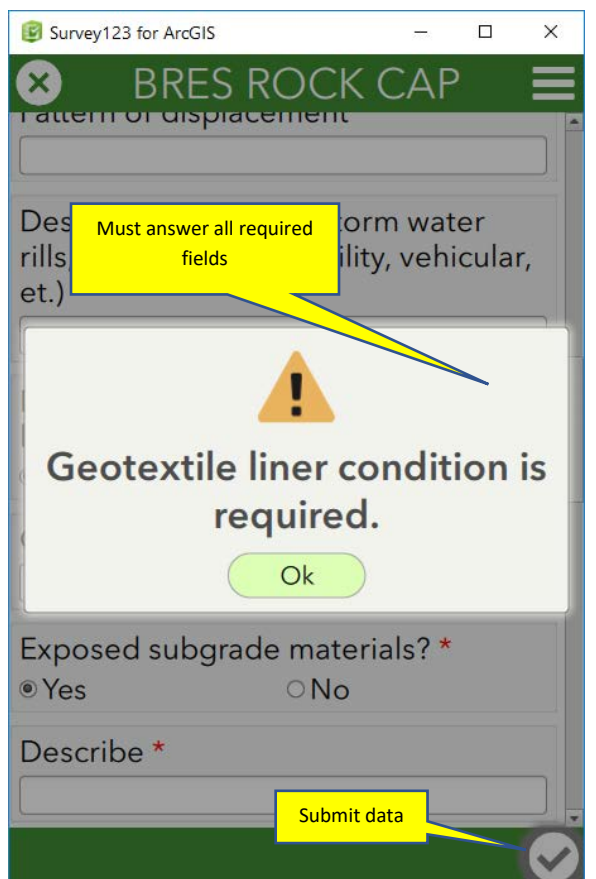 Survey123 for ArcGIS
BRES ROCK CAP
Pattern of displacement
Must answer all required
fields
Des orm water
rills, ility, vehicular,
et.)
Geotextile liner condition is
required.
Ok
Exposed subgrade materials? *
Yes No
Describe *
Submit data